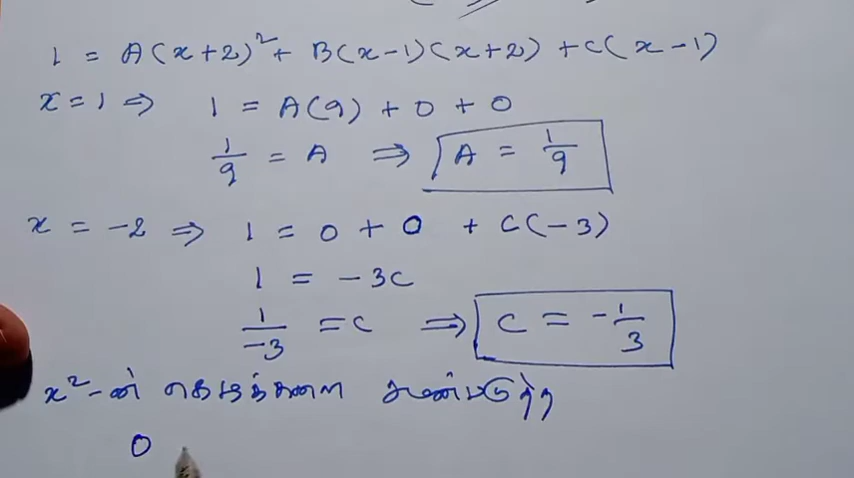 1 = A(x+2)² + B(x-1)(x+2) + C(x-1)
x = 1 ⇒ 1 = A(9) + 0 + 0
1/9 = A ⇒ A = 1/9
x = -2 ⇒ 1 = 0 + 0 + C(-3)
1 = -3C
1/-3 = C ⇒ C = -1/3
x² - ன் கெழுக்களை சமன்படுத்த
0